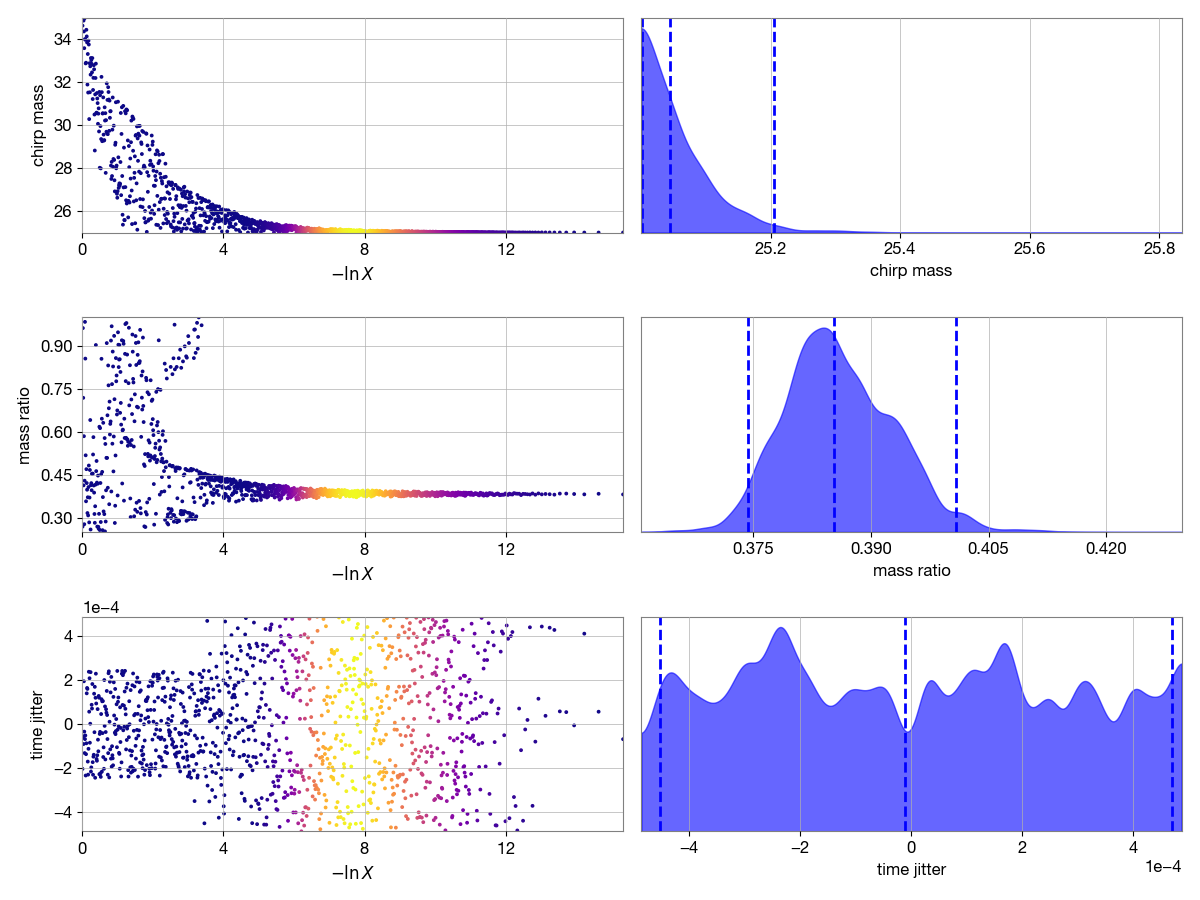 chirp mass
34
32
30
28
26
0 4 8 12
−ln X
25.2 25.4 25.6 25.8
chirp mass
mass ratio
0.90
0.75
0.60
0.45
0.30
0 4 8 12
−ln X
0.375 0.390 0.405 0.420
mass ratio
1e−4
time jitter
4
2
0
−2
−4
0 4 8 12
−ln X
−4 −2 0 2 4
1e−4
time jitter